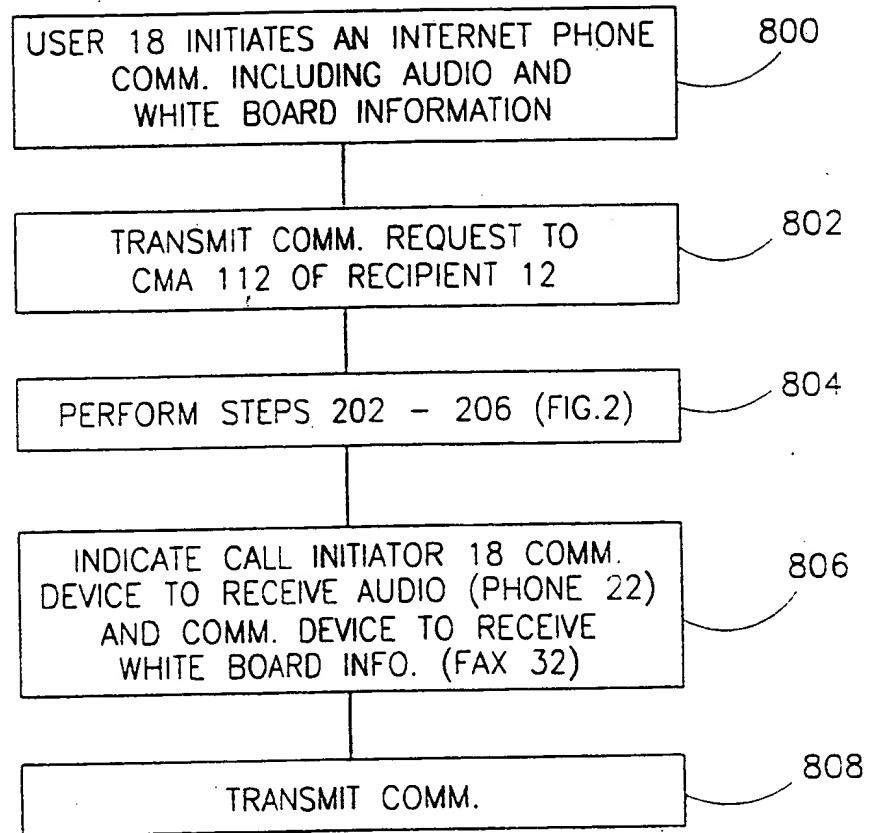 USER 18 INITIATES AN INTERNET PHONE
COMM. INCLUDING AUDIO AND
WHITE BOARD INFORMATION
800
TRANSMIT COMM. REQUEST TO
CMA 112 OF RECIPIENT 12
802
PERFORM STEPS 202 - 206 (FIG.2)
804
INDICATE CALL INITIATOR 18 COMM.
DEVICE TO RECEIVE AUDIO (PHONE 22)
AND COMM. DEVICE TO RECEIVE
WHITE BOARD INFO. (FAX 32)
806
TRANSMIT COMM.
808